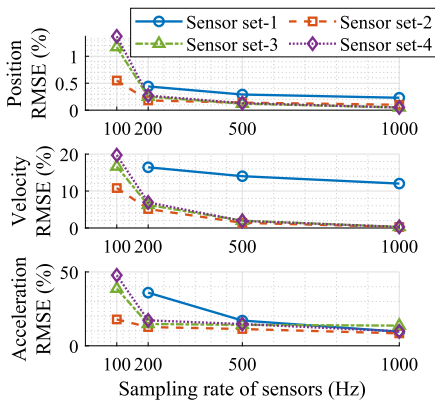 Sensor set-1 Sensor set-2
Sensor set-3 Sensor set-4
Position
RMSE (%)
1
0.5
0
100 200 500 1000
Velocity
RMSE (%)
20
10
0
100 200 500 1000
Acceleration
RMSE (%)
50
0
100 200 500 1000
Sampling rate of sensors (Hz)